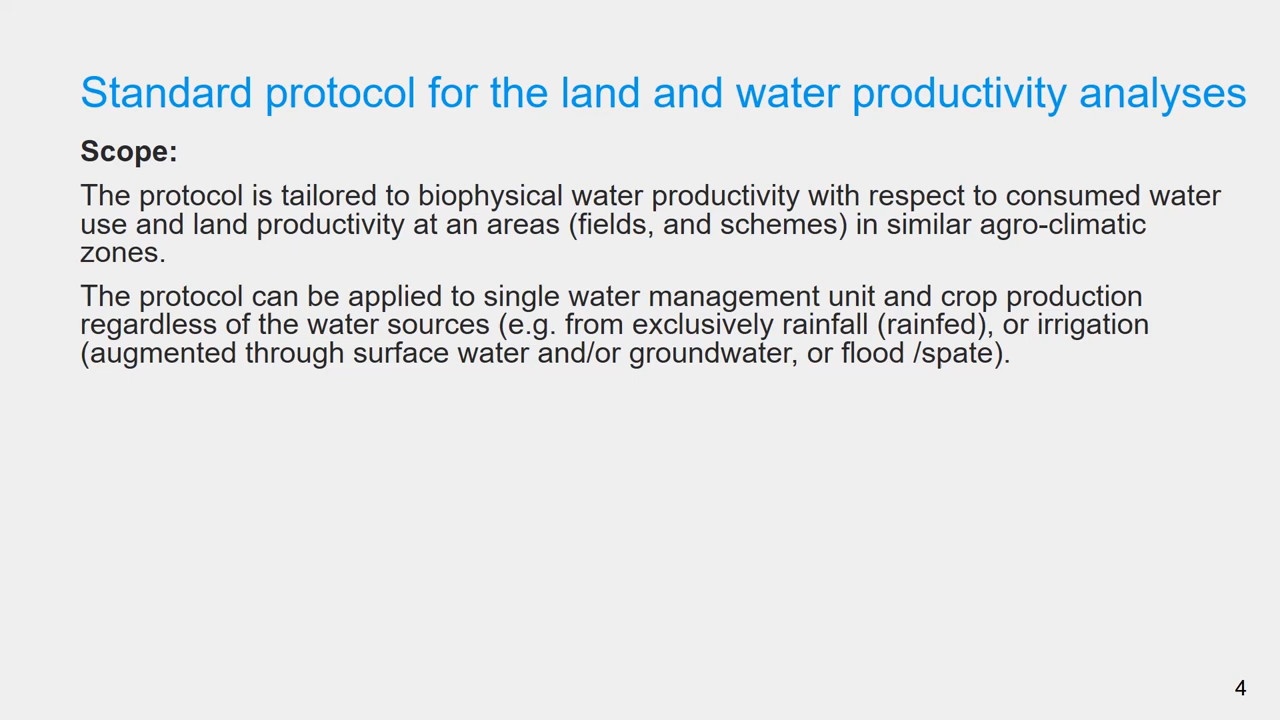 Standard protocol for the land and water productivity analyses
Scope:
The protocol is tailored to biophysical water productivity with respect to consumed water
use and land productivity at an areas (fields, and schemes) in similar agro-climatic
zones.
The protocol can be applied to single water management unit and crop production
regardless of the water sources (e.g. from exclusively rainfall (rainfed), or irrigation
(augmented through surface water and/or groundwater, or flood /spate).
4